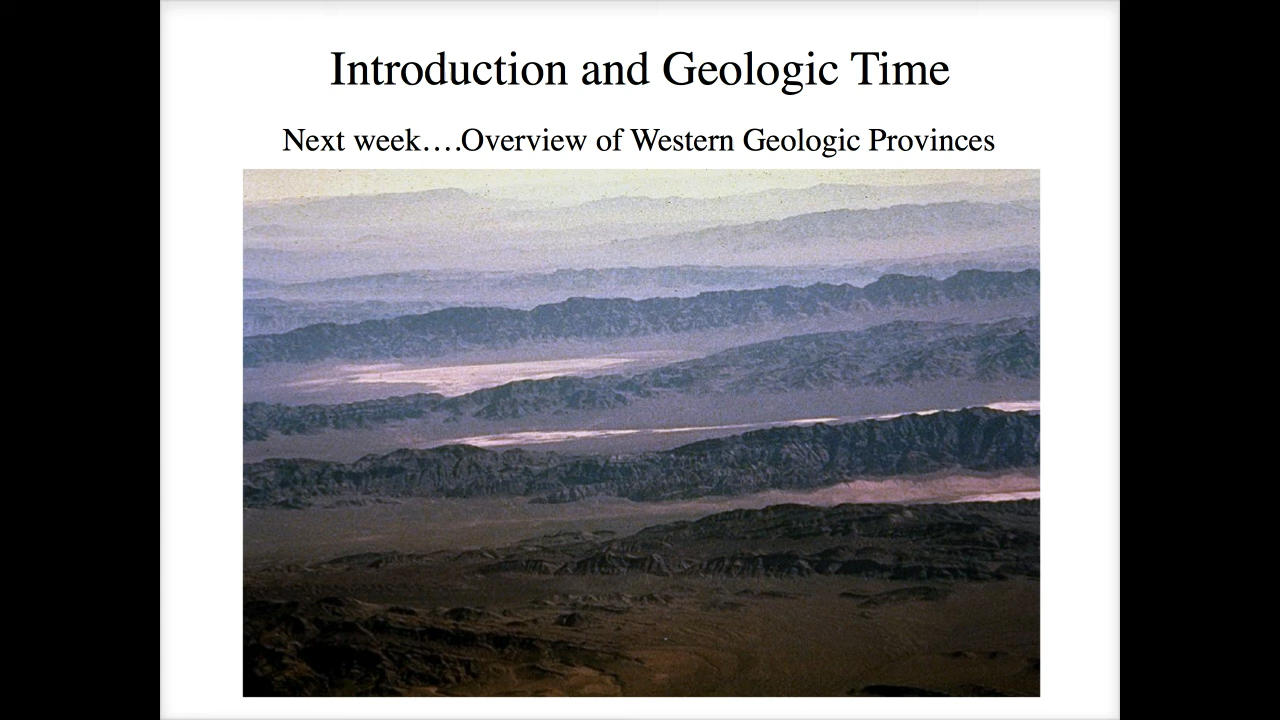 Introduction and Geologic Time
Next week….Overview of Western Geologic Provinces